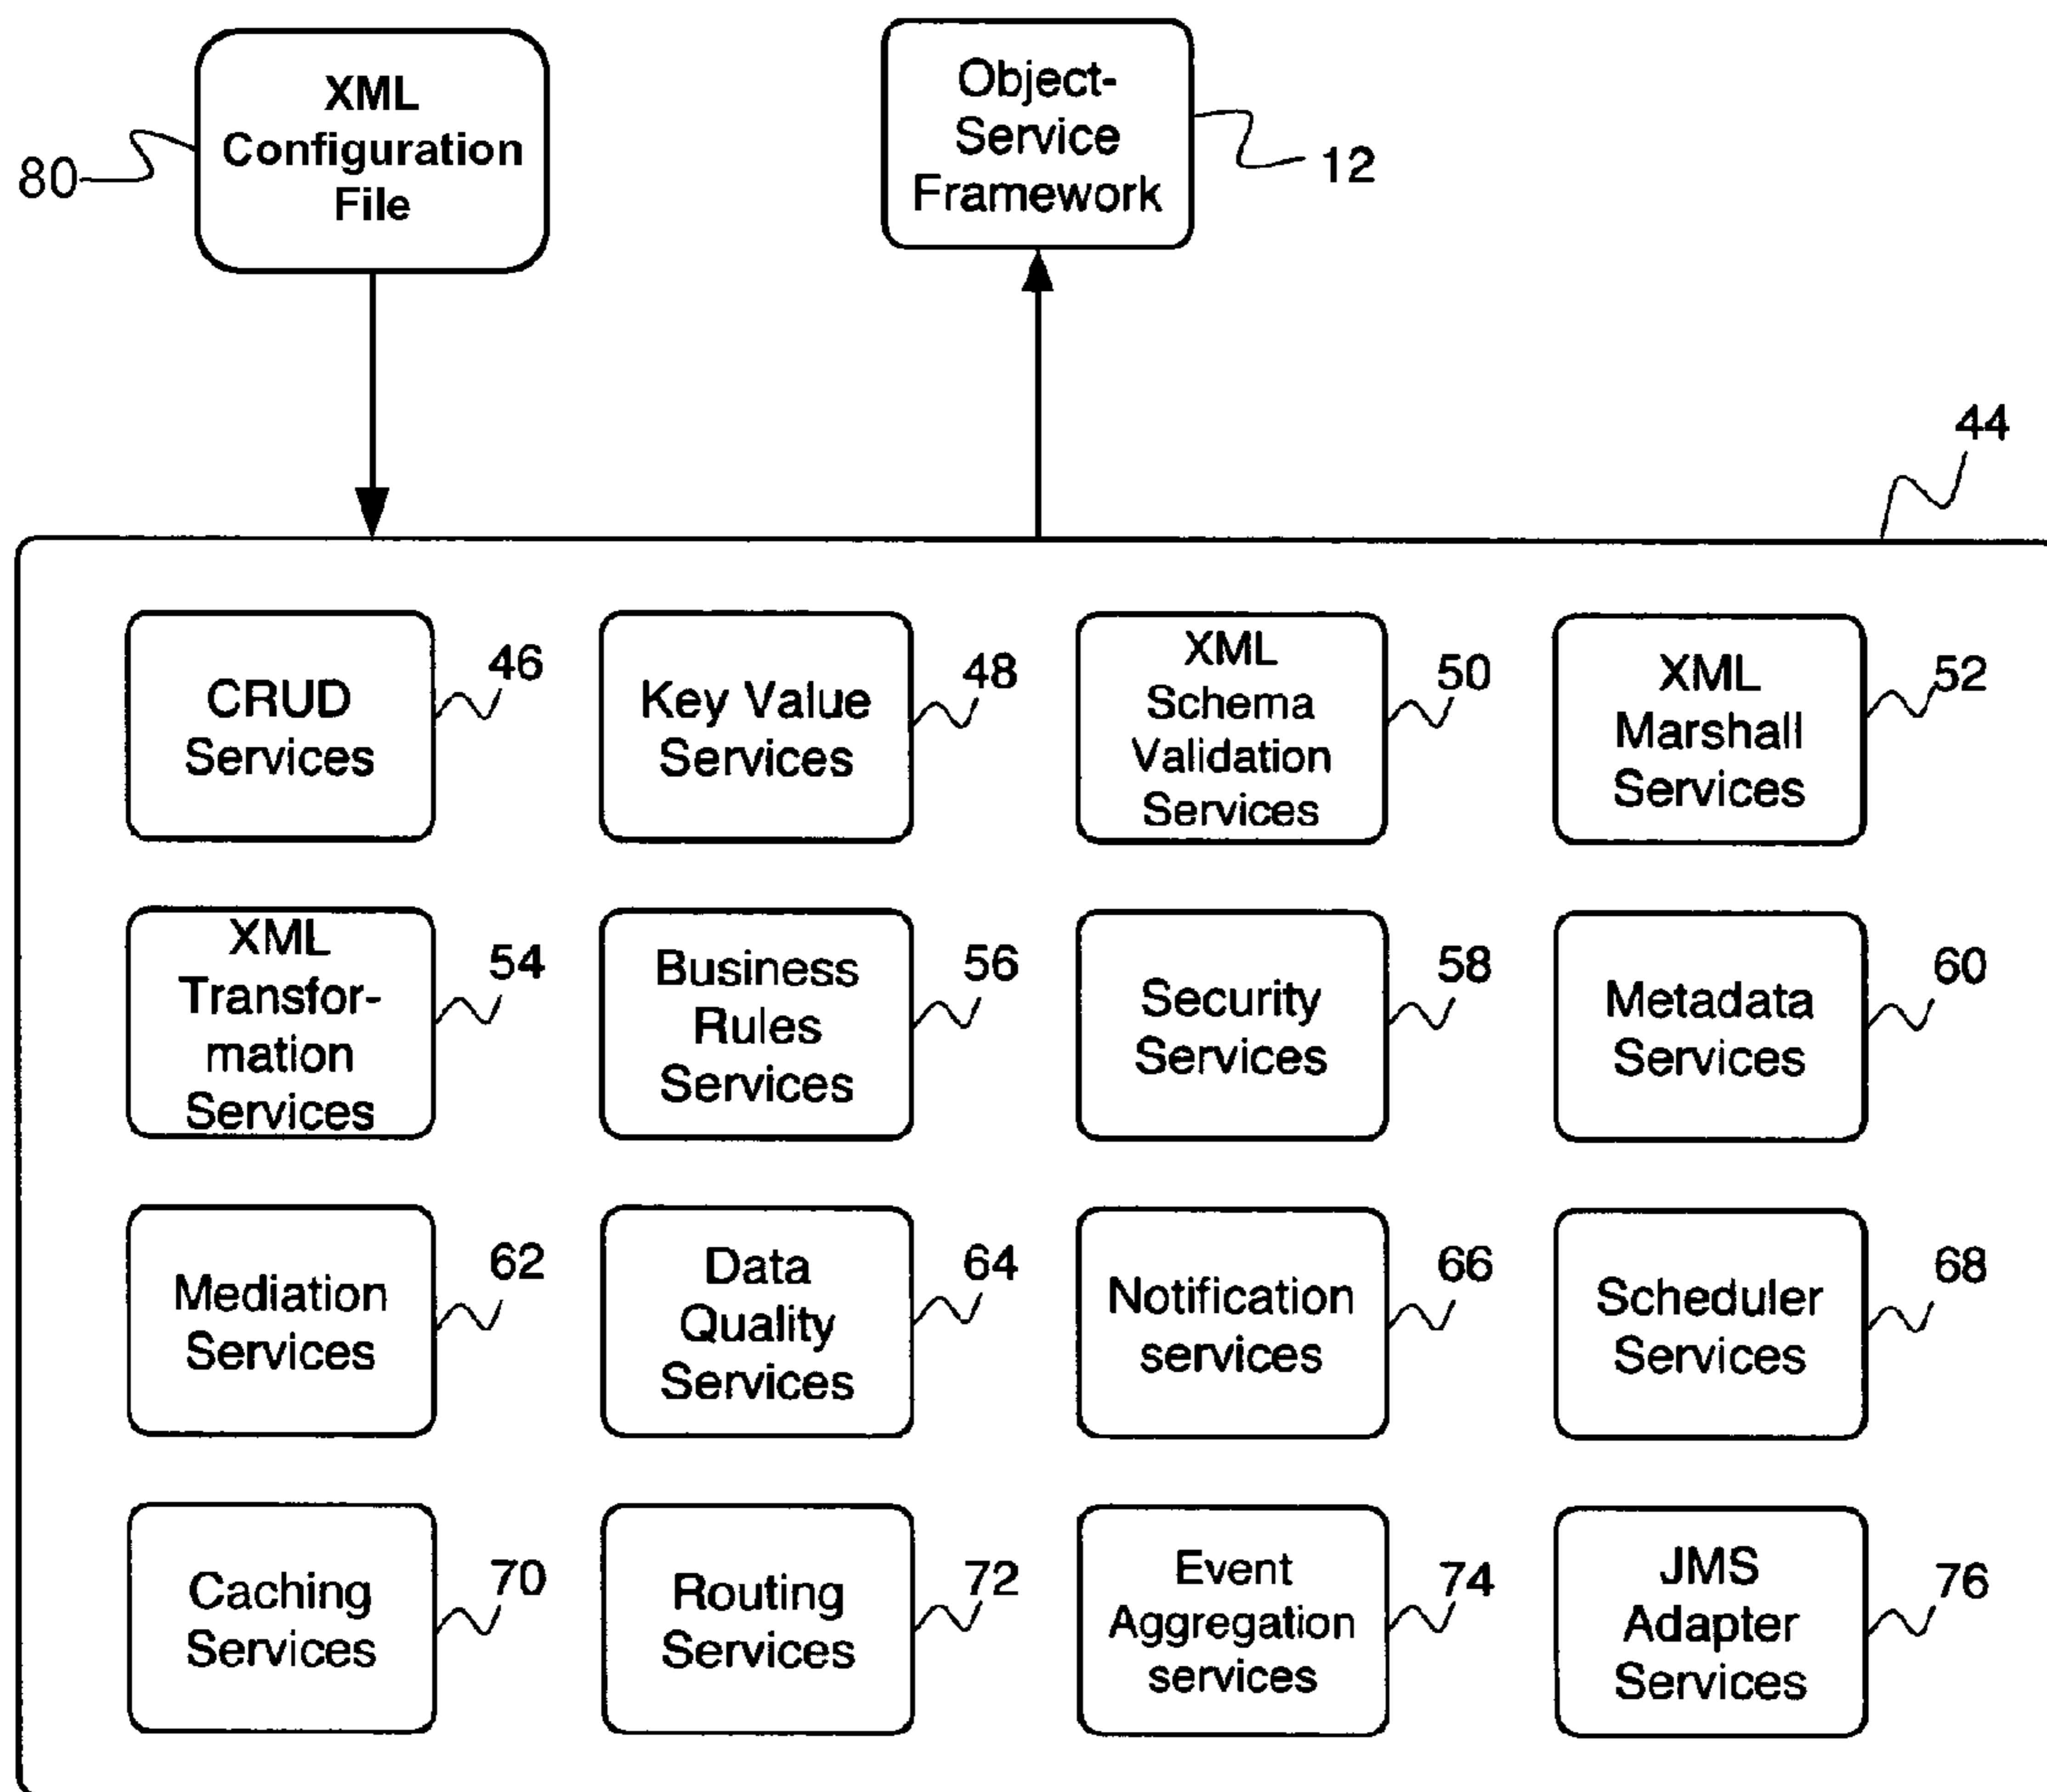 XML
Configuration
File
80
Object-
Service
Framework
12
44
CRUD
Services
46
Key Value
Services
48
XML
Schema
Validation
Services
50
XML
Marshall
Services
52
XML
Transfor-
mation
Services
54
Business
Rules
Services
56
Security
Services
58
Metadata
Services
60
Mediation
Services
62
Data
Quality
Services
64
Notification
services
66
Scheduler
Services
68
Caching
Services
70
Routing
Services
72
Event
Aggregation
services
74
JMS
Adapter
Services
76